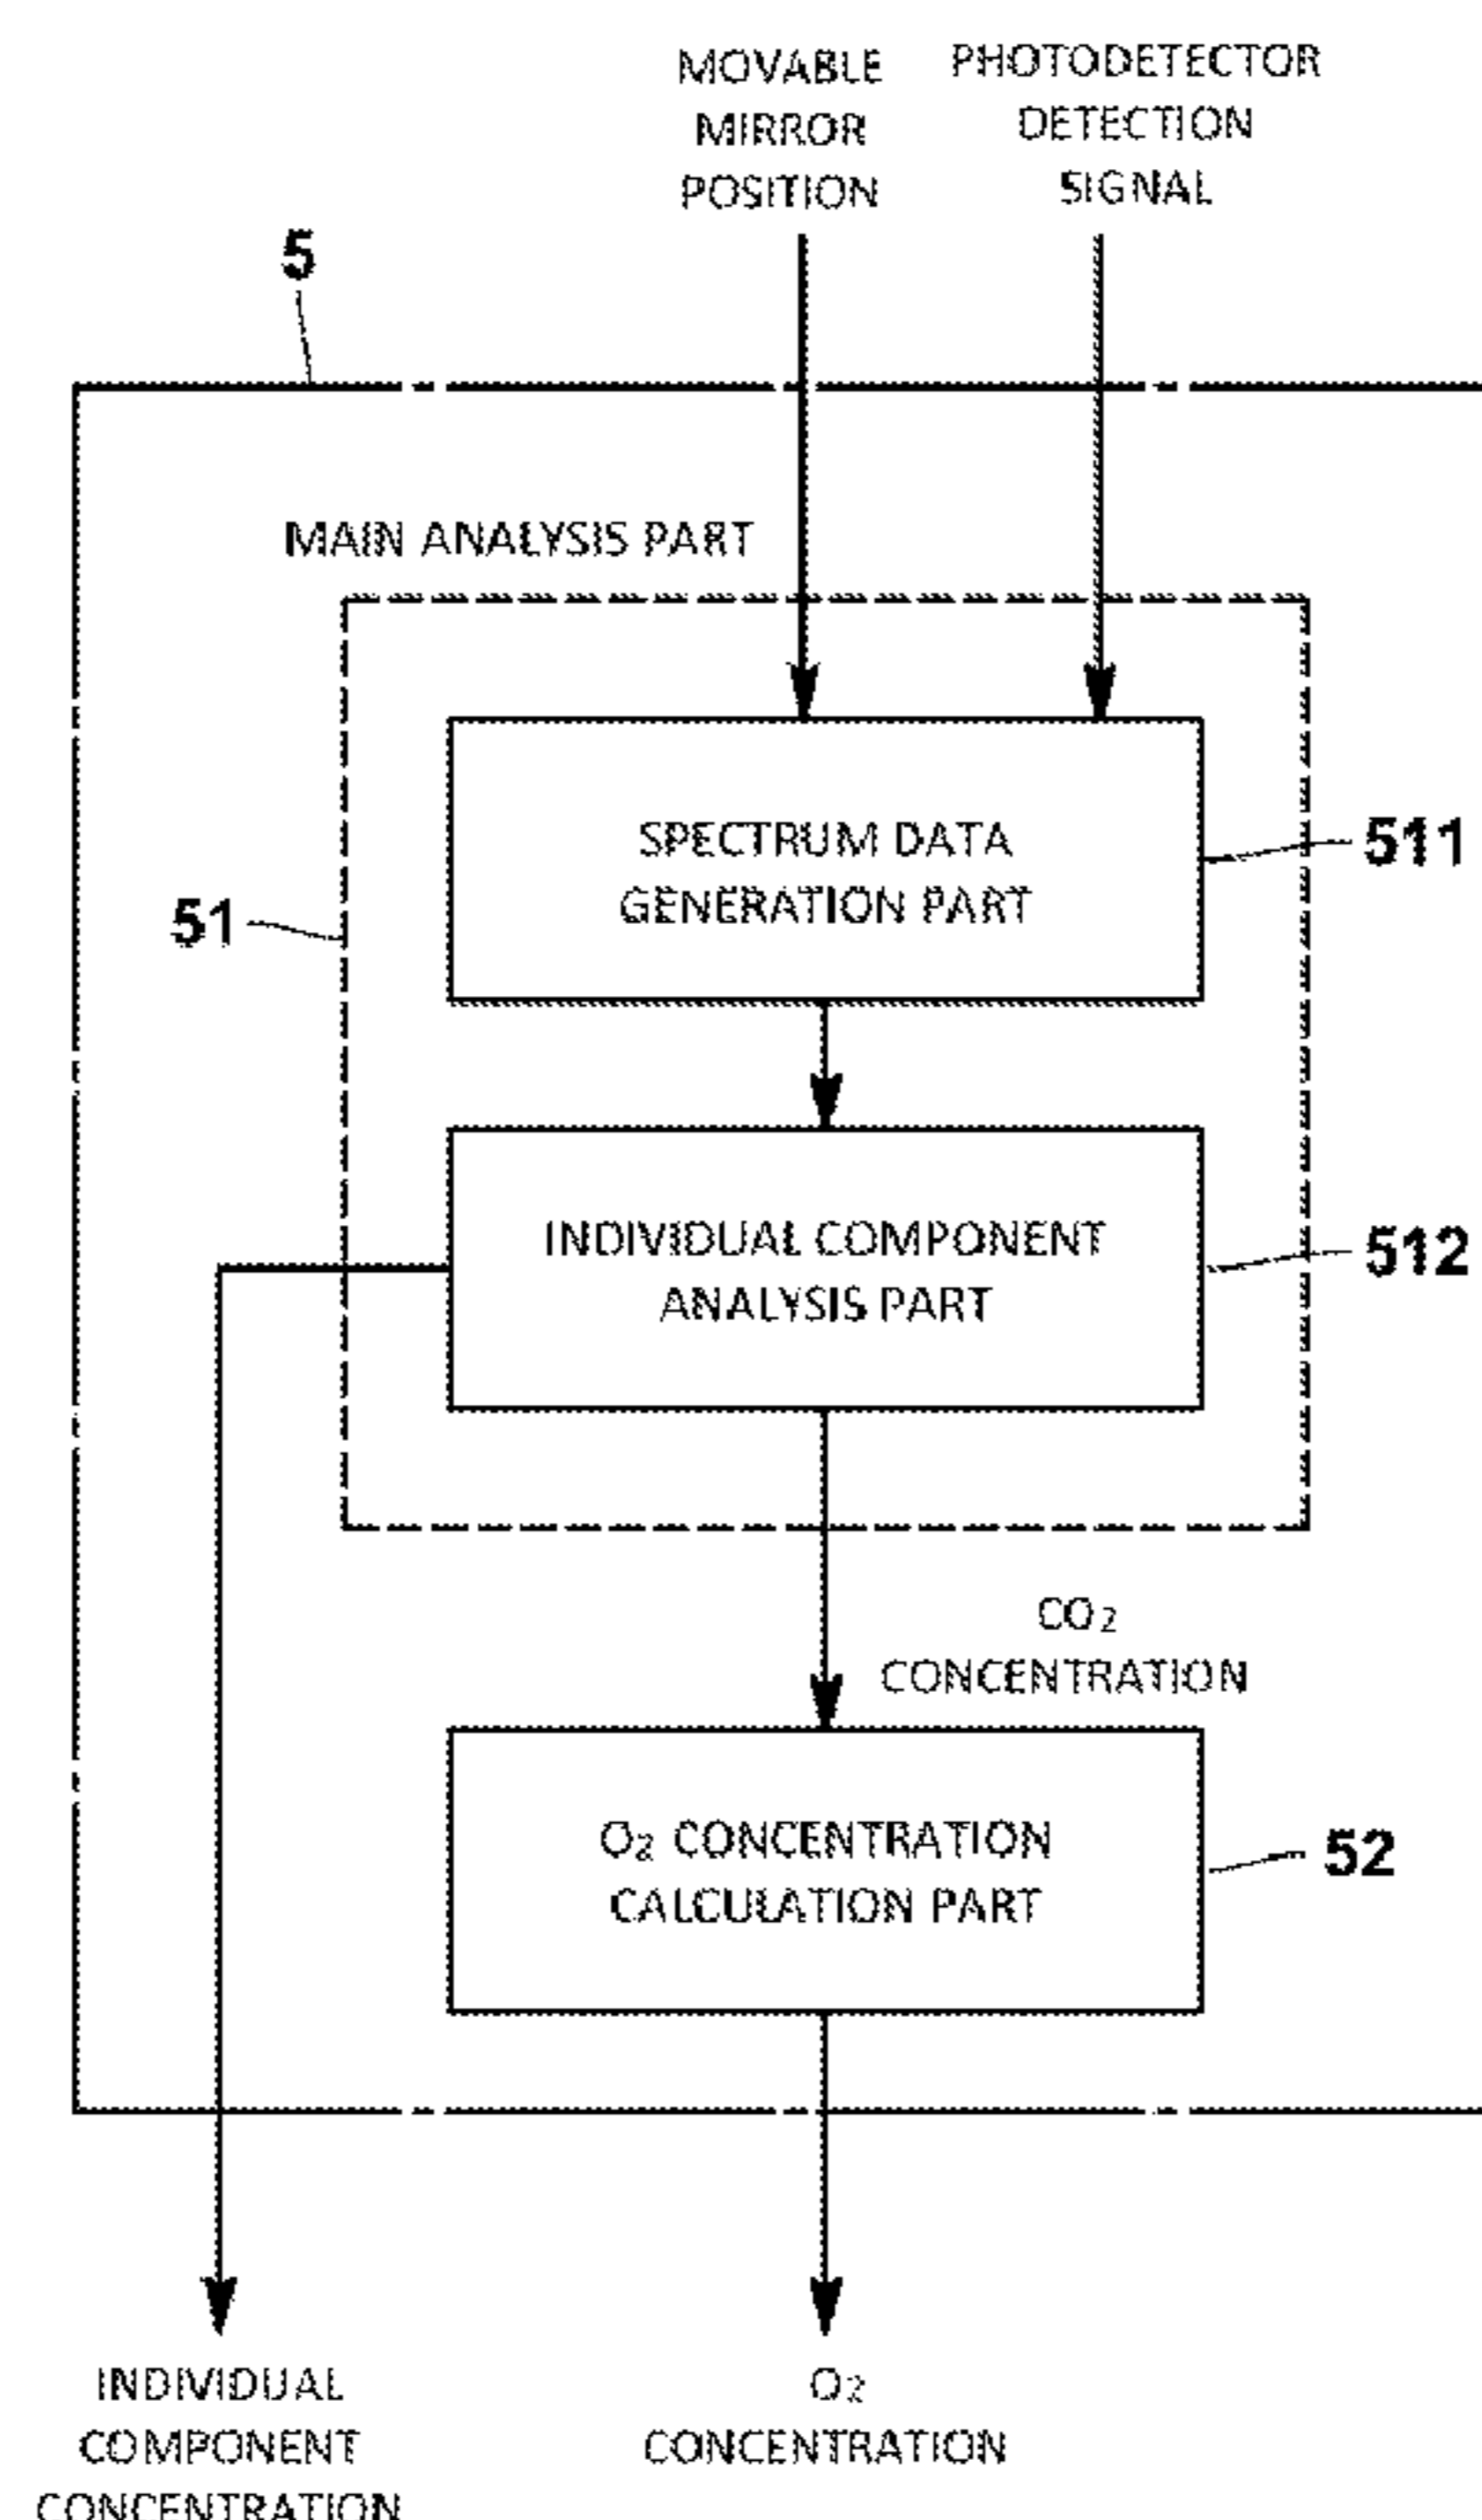 MOVABLE
MIRROR
POSITION
PHOTODETECTOR
DETECTION
SIGNAL
5
MAIN ANALYSIS PART
SPECTRUM DATA
GENERATION PART
511
51
INDIVIDUAL COMPONENT
ANALYSIS PART
512
CO₂
CONCENTRATION
O₂ CONCENTRATION
CALCULATION PART
52
INDIVIDUAL
COMPONENT
CONCENTRATION
O₂
CONCENTRATION